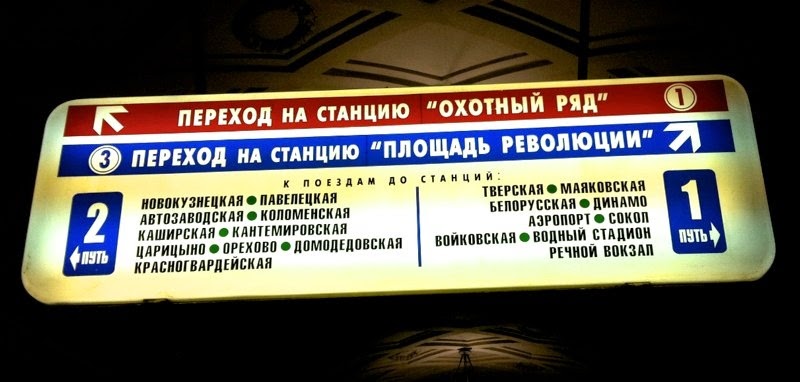 ПЕРЕХОД НА СТАНЦИЮ "ОХОТНЫЙ РЯД" 1
3 ПЕРЕХОД НА СТАНЦИЮ "ПЛОЩАДЬ РЕВОЛЮЦИИ"
К ПОЕЗДАМ ДО СТАНЦИЙ:
2
ПУТЬ
НОВОКУЗНЕЦКАЯ ● ПАВЕЛЕЦКАЯ
АВТОЗАВОДСКАЯ ● КОЛОМЕНСКАЯ
КАШИРСКАЯ ● КАНТЕМИРОВСКАЯ
ЦАРИЦЫНО ● ОРЕХОВО ● ДОМОДЕДОВСКАЯ
КРАСНОГВАРДЕЙСКАЯ
ТВЕРСКАЯ ● МАЯКОВСКАЯ
БЕЛОРУССКАЯ ● ДИНАМО
АЭРОПОРТ ● СОКОЛ
ВОЙКОВСКАЯ ● ВОДНЫЙ СТАДИОН
РЕЧНОЙ ВОКЗАЛ
1
ПУТЬ